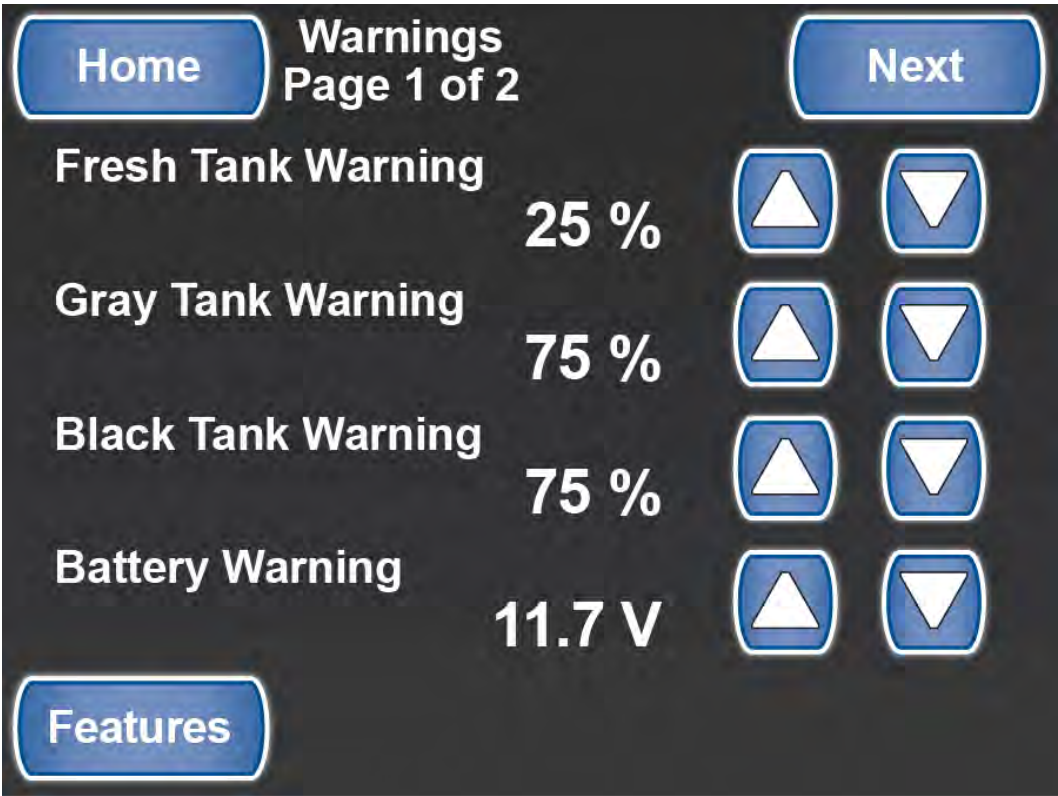 Home
Warnings
Page 1 of 2
Next
Fresh Tank Warning
25 %
Gray Tank Warning
75 %
Black Tank Warning
75 %
Battery Warning
11.7 V
Features